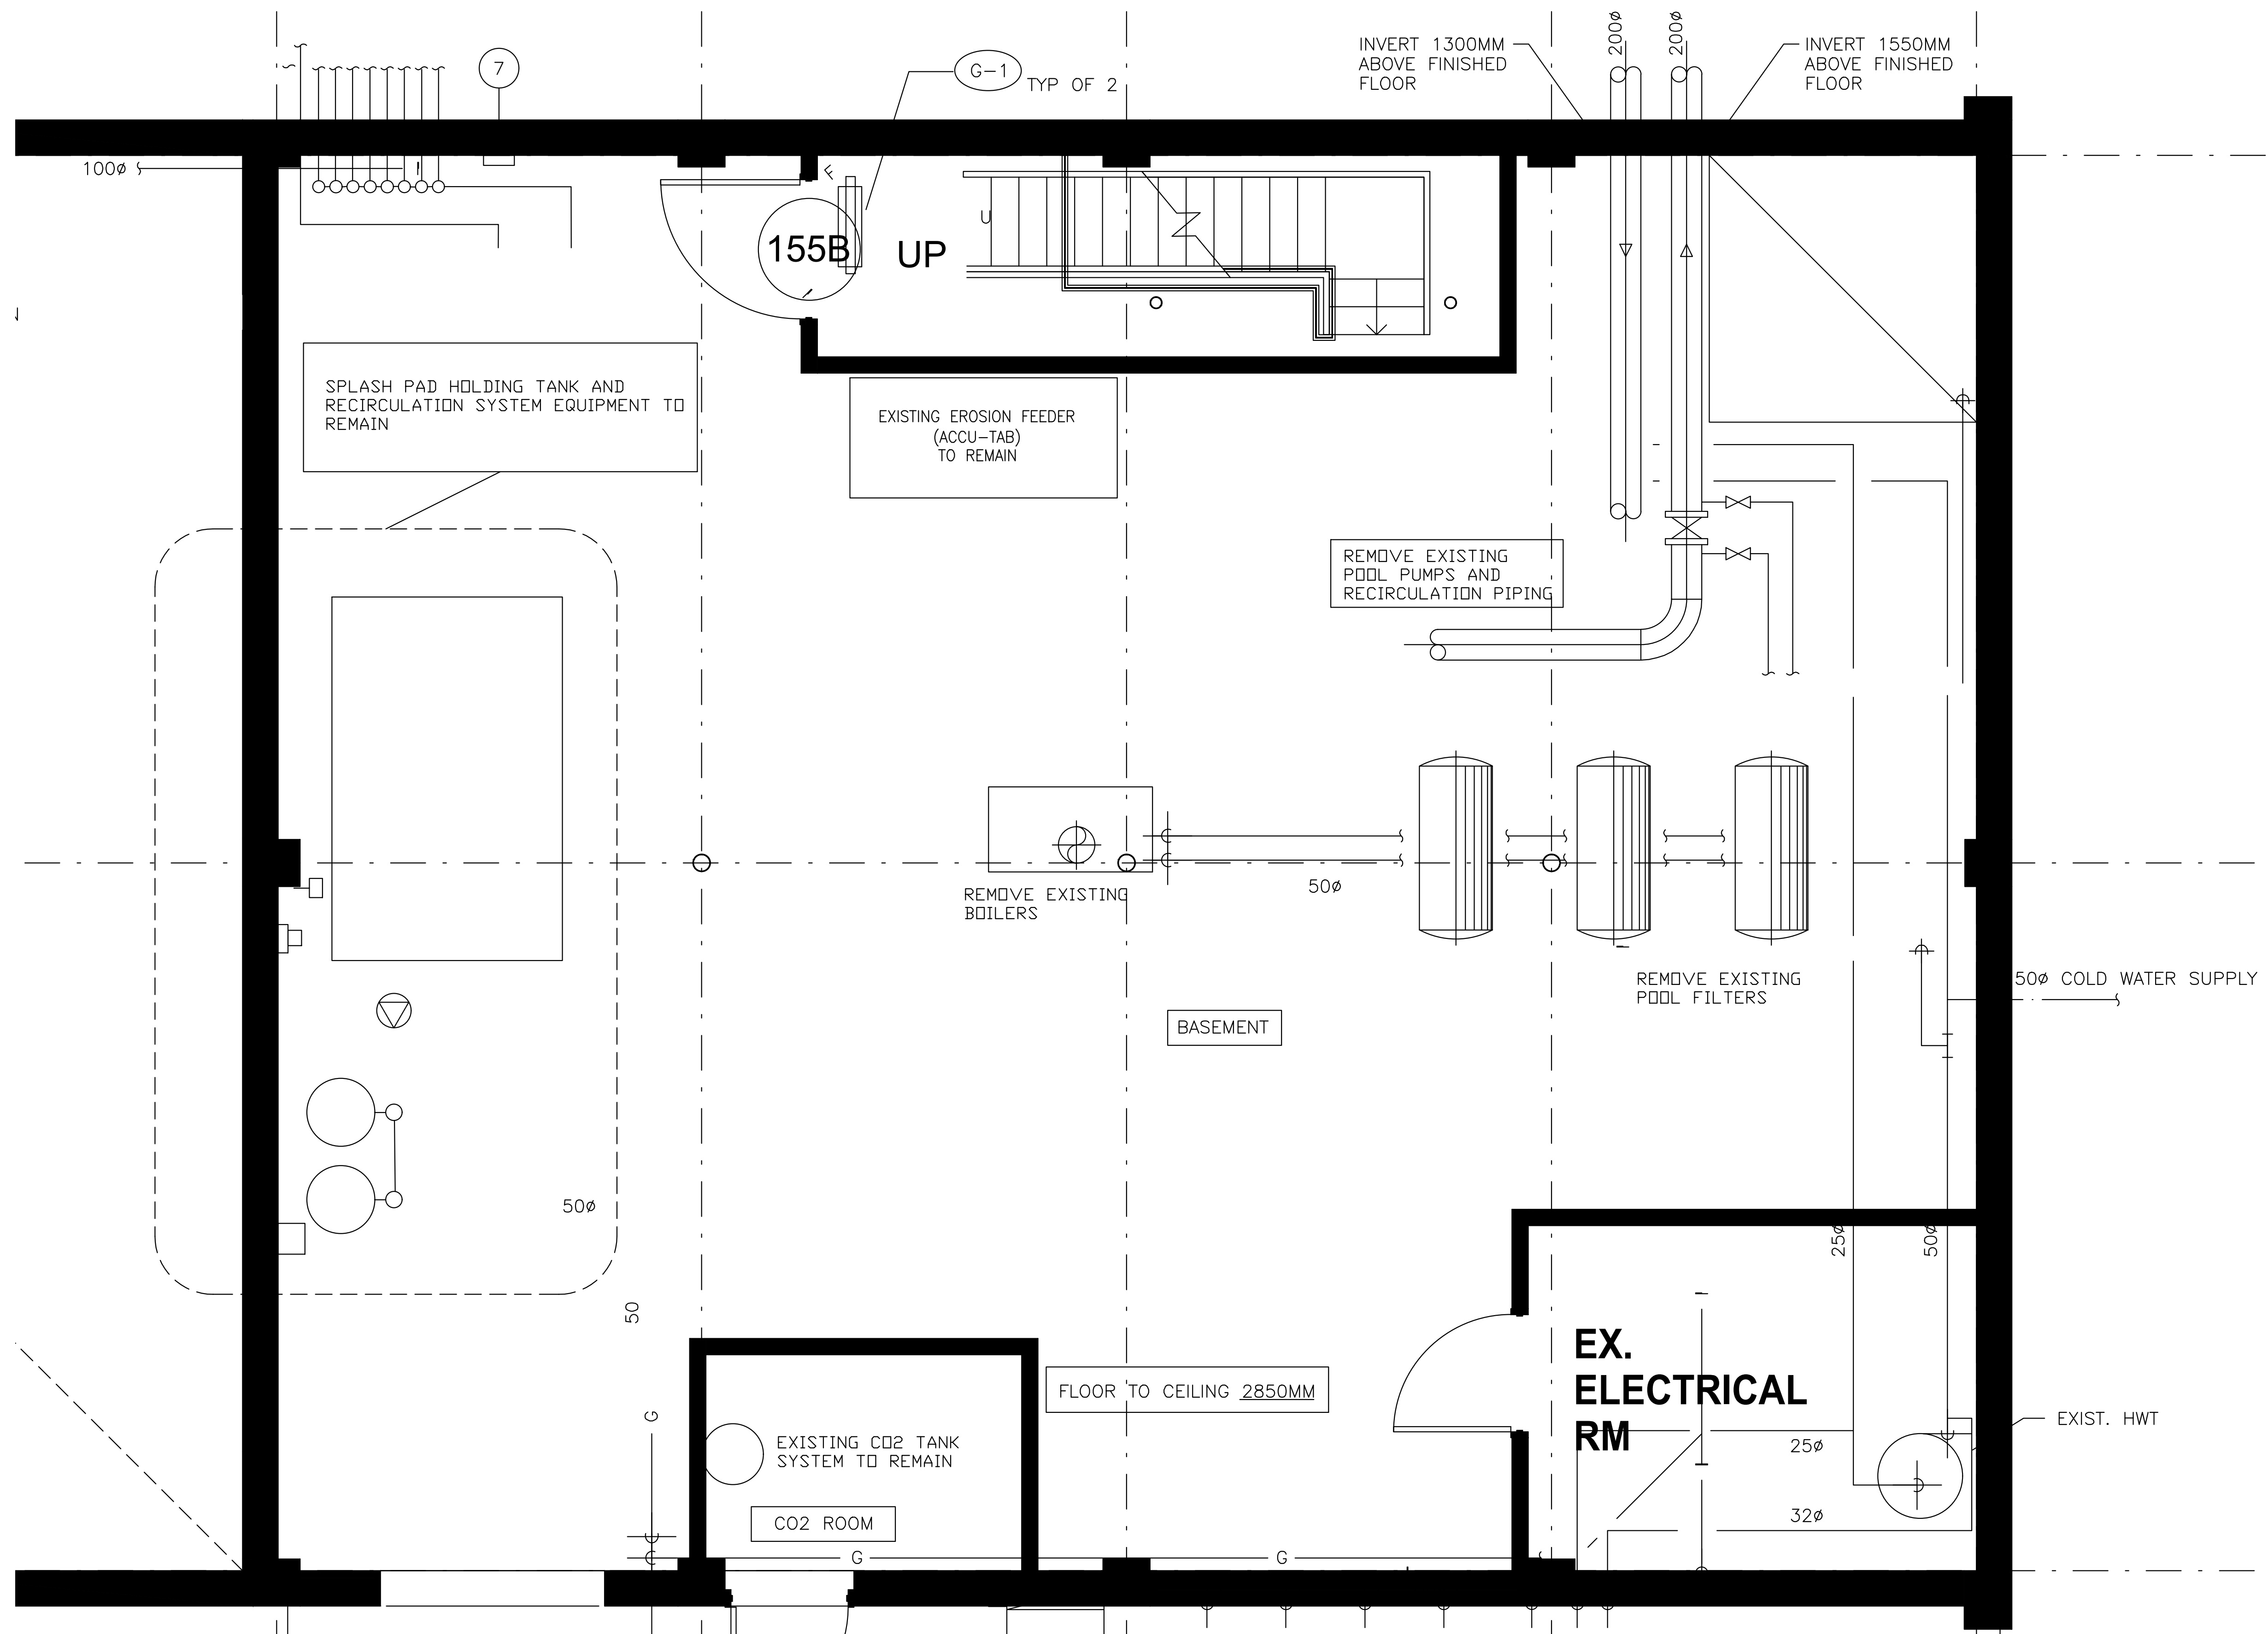 7
G-1
TYP OF 2
INVERT 1300MM
ABOVE FINISHED
FLOOR
200ø
200ø
INVERT 1550MM
ABOVE FINISHED
FLOOR
100ø
F
155B
UP
U
SPLASH PAD HOLDING TANK AND
RECIRCULATION SYSTEM EQUIPMENT TO
REMAIN
EXISTING EROSION FEEDER
(ACCU-TAB)
TO REMAIN
REMOVE EXISTING
POOL PUMPS AND
RECIRCULATION PIPING
REMOVE EXISTING
BOILERS
50ø
REMOVE EXISTING
POOL FILTERS
50ø COLD WATER SUPPLY
BASEMENT
50ø
25ø
50ø
50
EX.
ELECTRICAL
RM
FLOOR TO CEILING 2850MM
G
EXISTING CO2 TANK
SYSTEM TO REMAIN
EXIST. HWT
25ø
32ø
CO2 ROOM
G
G